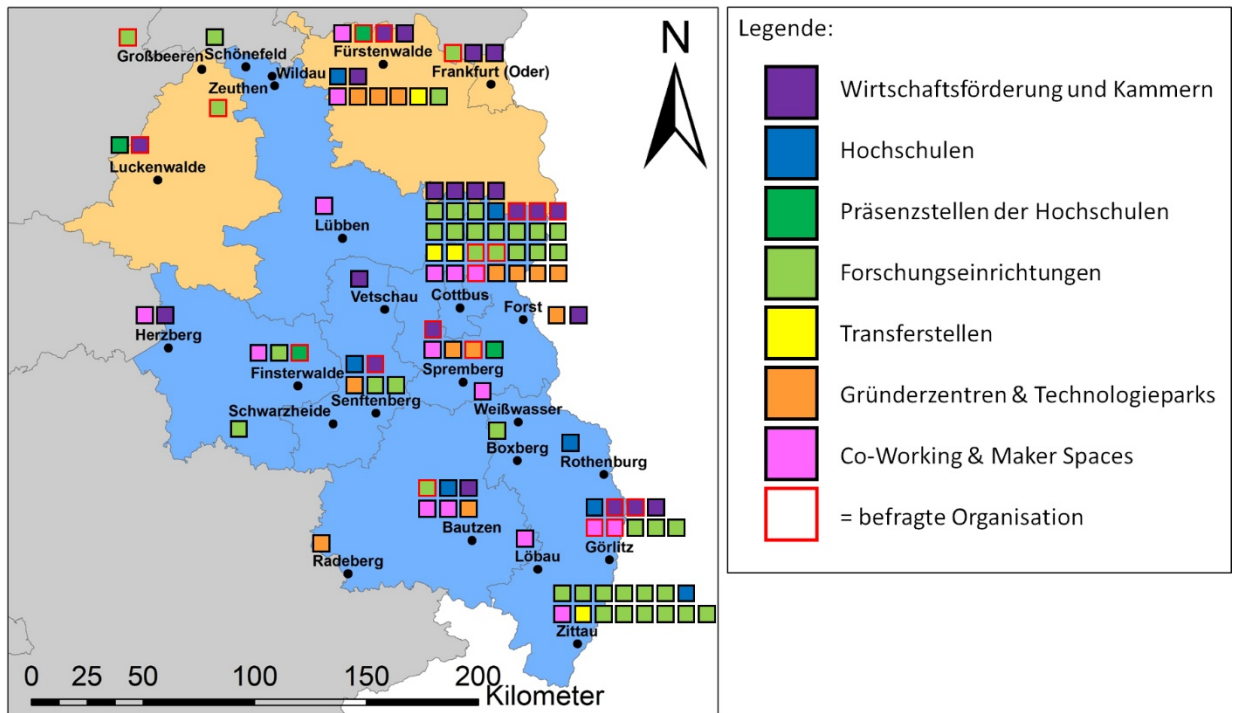 Großbeeren
Schönefeld
Wildau
Zeuthen
Fürstenwalde
Frankfurt (Oder)
N
Luckenwalde
Lübben
Vetschau
Cottbus
Forst
Herzberg
Finsterwalde
Senftenberg
Spremberg
Schwarzheide
Weißwasser
Boxberg
Rothenburg
Bautzen
Görlitz
Radeberg
Löbau
Zittau
0 25 50 100 150 200
Kilometer
Legende:
Wirtschaftsförderung und Kammern
Hochschulen
Präsenzstellen der Hochschulen
Forschungseinrichtungen
Transferstellen
Gründerzentren & Technologieparks
Co-Working & Maker Spaces
= befragte Organisation